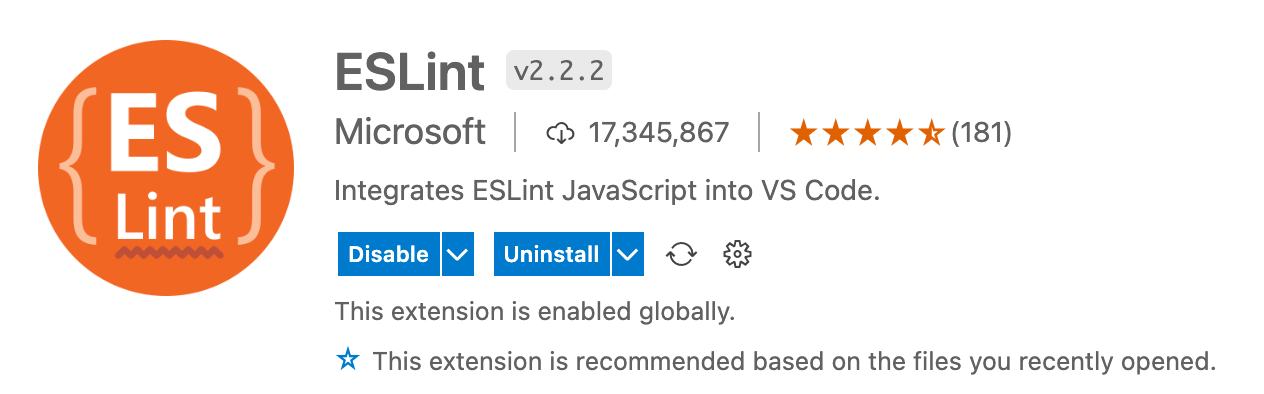 {ES
Lint}
ESLint v2.2.2
Microsoft | 17,345,867 | ★★★★⯪ (181)
Integrates ESLint JavaScript into VS Code.
Disable Uninstall
This extension is enabled globally.
This extension is recommended based on the files you recently opened.